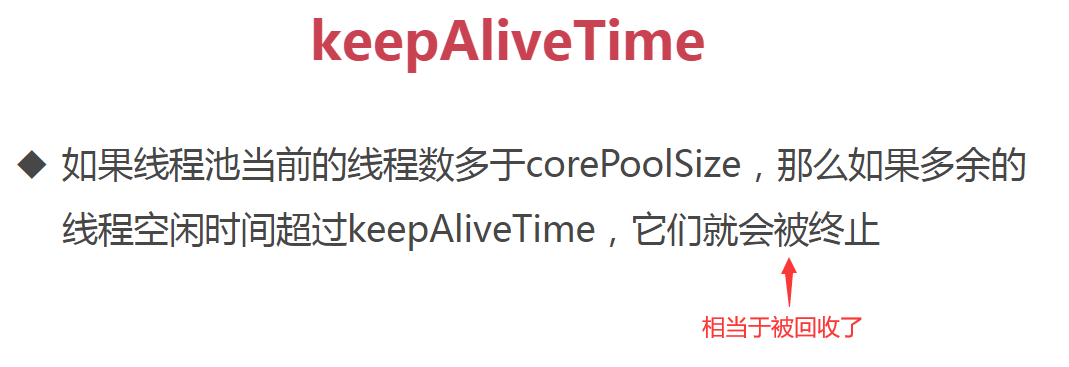 keepAliveTime
◆ 如果线程池当前的线程数多于corePoolSize，那么如果多余的
线程空闲时间超过keepAliveTime，它们就会被终止
相当于被回收了